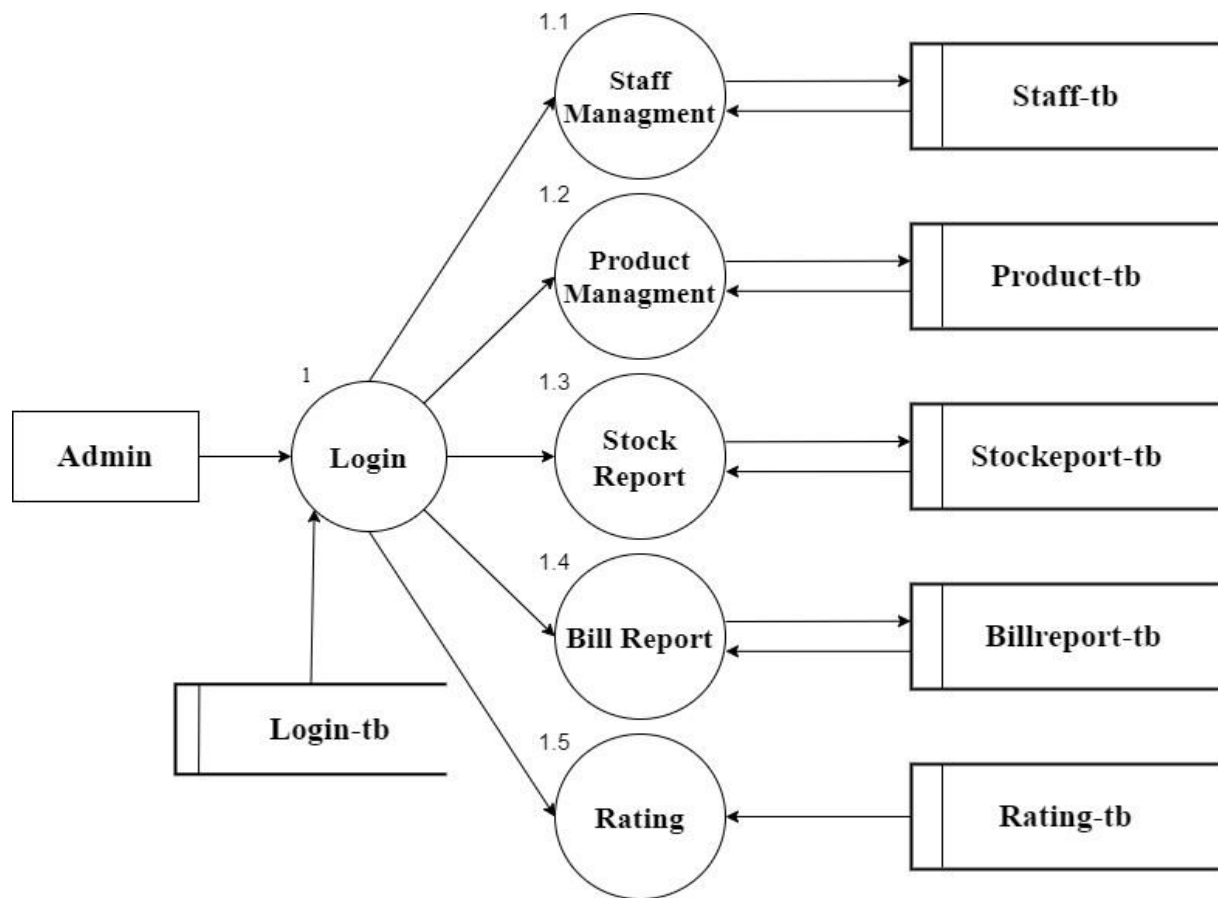 1.1
Staff
Managment
Staff-tb
1.2
Product
Managment
Product-tb
1
Admin
Login
1.3
Stock
Report
Stockeport-tb
1.4
Bill Report
Billreport-tb
Login-tb
1.5
Rating
Rating-tb